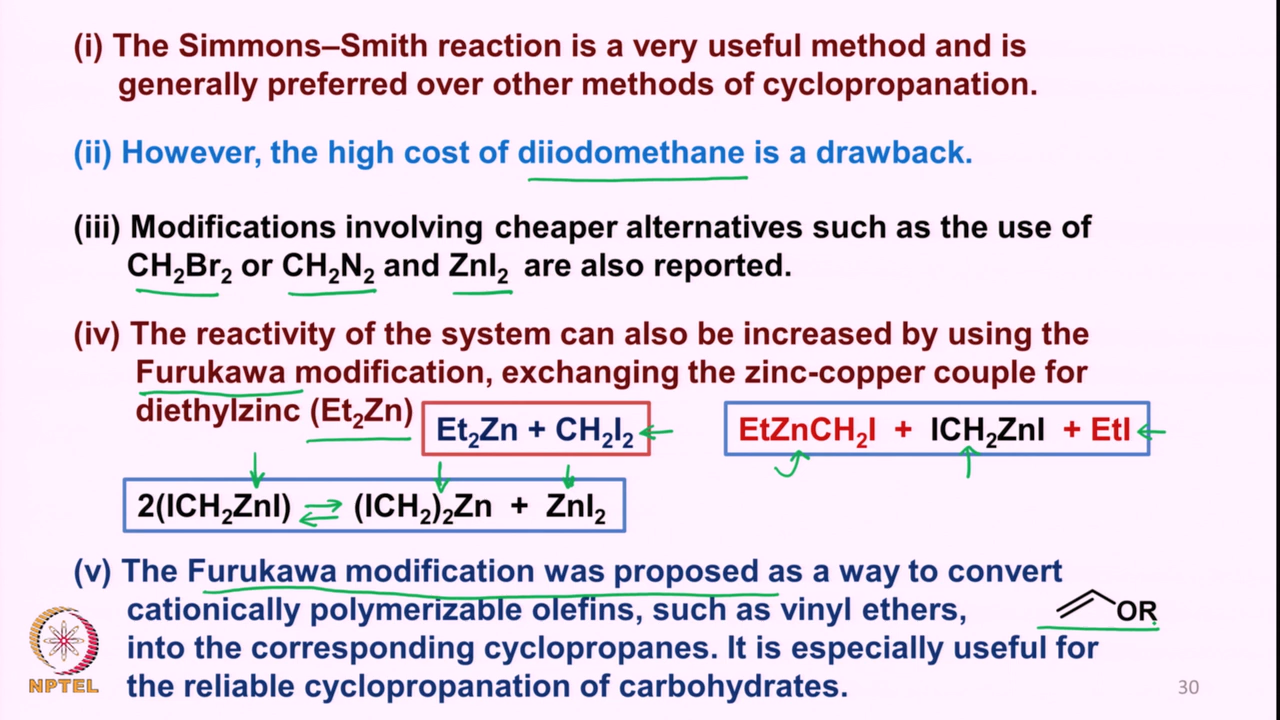 (i) The Simmons–Smith reaction is a very useful method and is
generally preferred over other methods of cyclopropanation.
(ii) However, the high cost of diiodomethane is a drawback.
(iii) Modifications involving cheaper alternatives such as the use of
CH₂Br₂ or CH₂N₂ and ZnI₂ are also reported.
(iv) The reactivity of the system can also be increased by using the
Furukawa modification, exchanging the zinc-copper couple for
diethylzinc (Et₂Zn)
Et₂Zn + CH₂I₂
EtZnCH₂I + ICH₂ZnI + EtI
2(ICH₂ZnI) ⇌ (ICH₂)₂Zn + ZnI₂
(v) The Furukawa modification was proposed as a way to convert
cationically polymerizable olefins, such as vinyl ethers,
OR
into the corresponding cyclopropanes. It is especially useful for
the reliable cyclopropanation of carbohydrates.
NPTEL
30